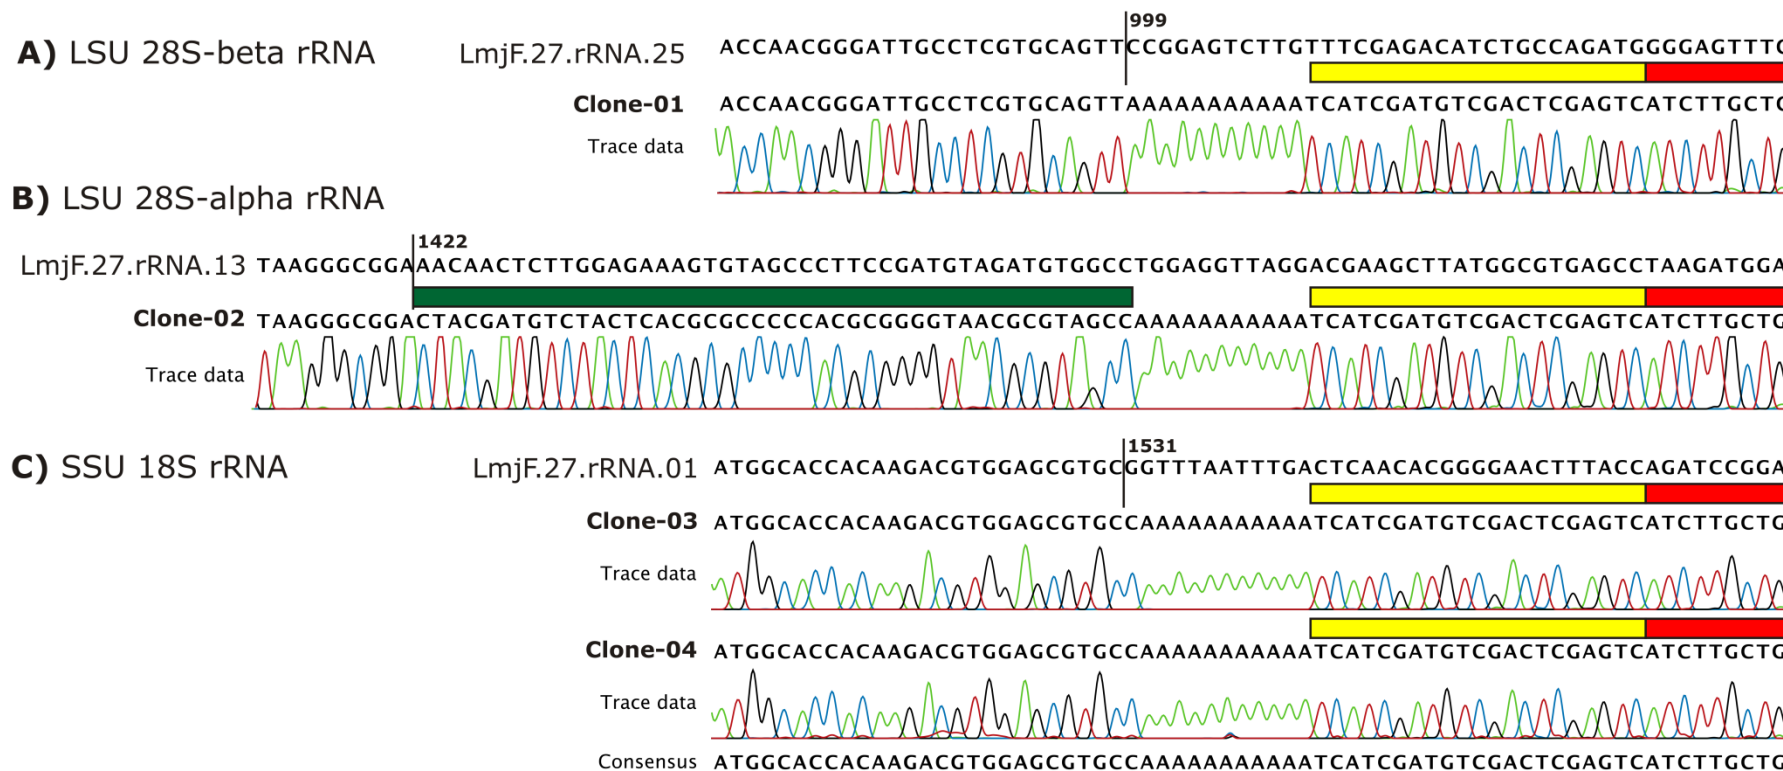 999
A) LSU 28S-beta rRNA LmjF.27.rRNA.25 ACCAACGGGATTGCCTCGTGCAGTTCCGGAGTCTTGTTTCGAGACATCTGCCAGATGGGGAGTTTG
Clone-01 ACCAACGGGATTGCCTCGTGCAGTTAAAAAAAAAAATCATCGATGTCGACTCGAGTCATCTTGCTG
Trace data
B) LSU 28S-alpha rRNA
1422
LmjF.27.rRNA.13 TAAGGGCGGAAACAACTCTTGGAGAAAGTGTAGCCCTTCCGATGTAGATGTGGCCTGGAGGTTAGGACGAAGCTTATGGCGTGAGCCTAAGATGGA
Clone-02 TAAGGGCGGACTACGATGTCTACTCACGCGCCCCCACGCGGGGTAACGCGTAGCCAAAAAAAAAAATCATCGATGTCGACTCGAGTCATCTTGCTG
Trace data
1531
C) SSU 18S rRNA LmjF.27.rRNA.01 ATGGCACCACAAGACGTGGAGCGTGCGGTTTAATTTGACTCAACACGGGGAACTTTACCAGATCCGGA
Clone-03 ATGGCACCACAAGACGTGGAGCGTGCCAAAAAAAAAAATCATCGATGTCGACTCGAGTCATCTTGCTG
Trace data
Clone-04 ATGGCACCACAAGACGTGGAGCGTGCCAAAAAAAAAAATCATCGATGTCGACTCGAGTCATCTTGCTG
Trace data
Consensus ATGGCACCACAAGACGTGGAGCGTGCCAAAAAAAAAAATCATCGATGTCGACTCGAGTCATCTTGCTG